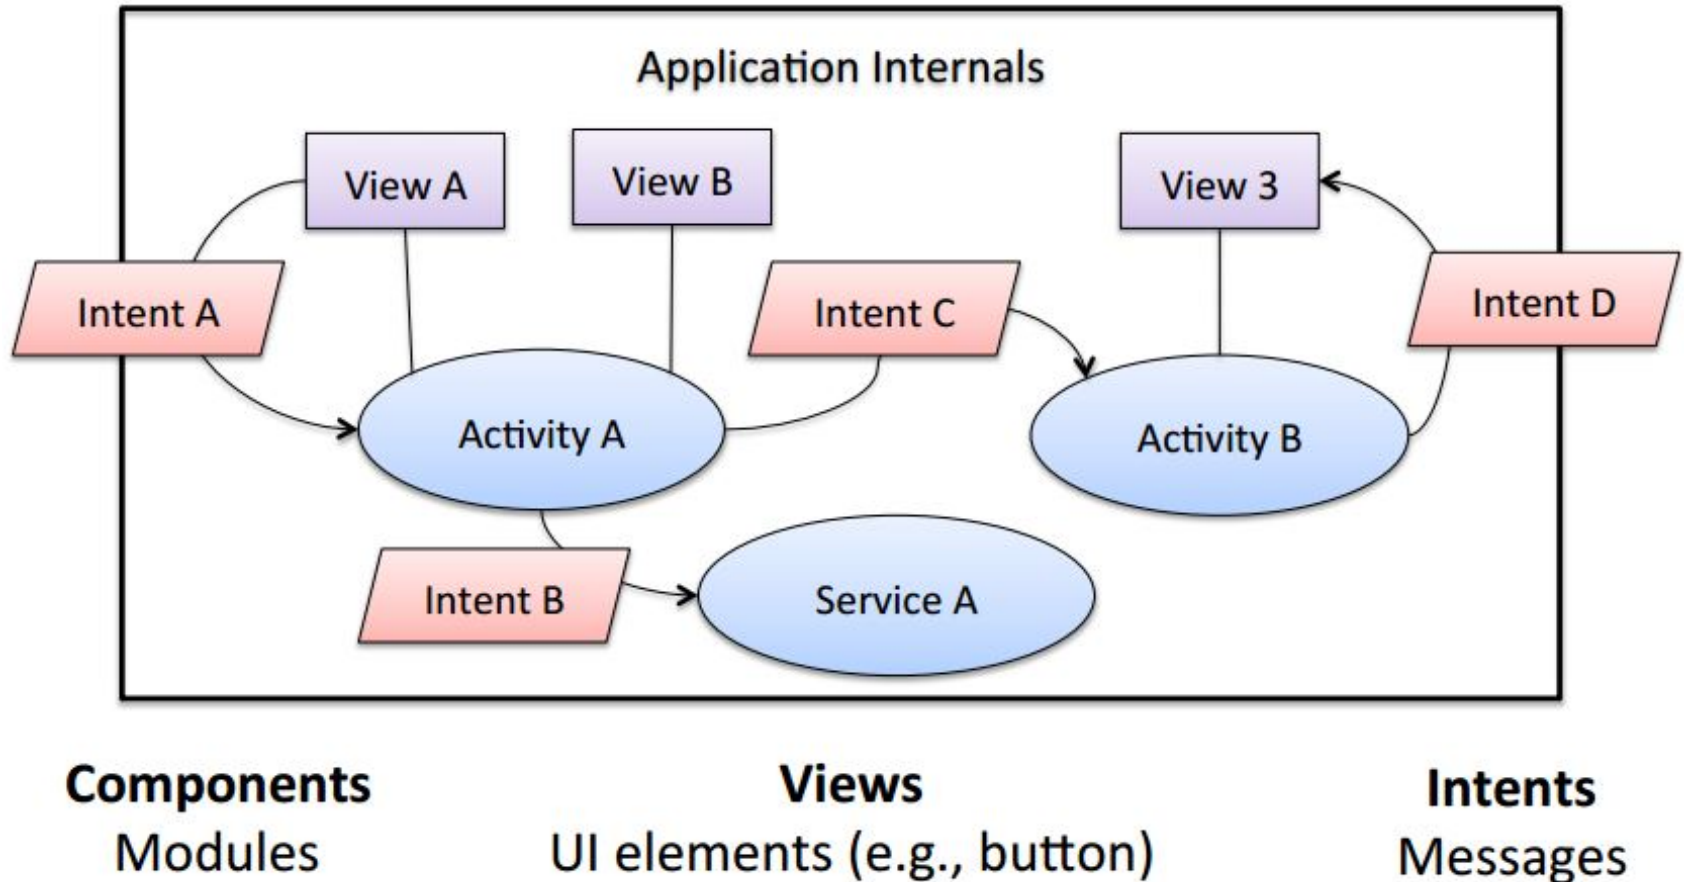 Application Internals
View A
View B
View 3
Intent A
Intent C
Intent D
Activity A
Activity B
Intent B
Service A
Components
Modules
Views
UI elements (e.g., button)
Intents
Messages